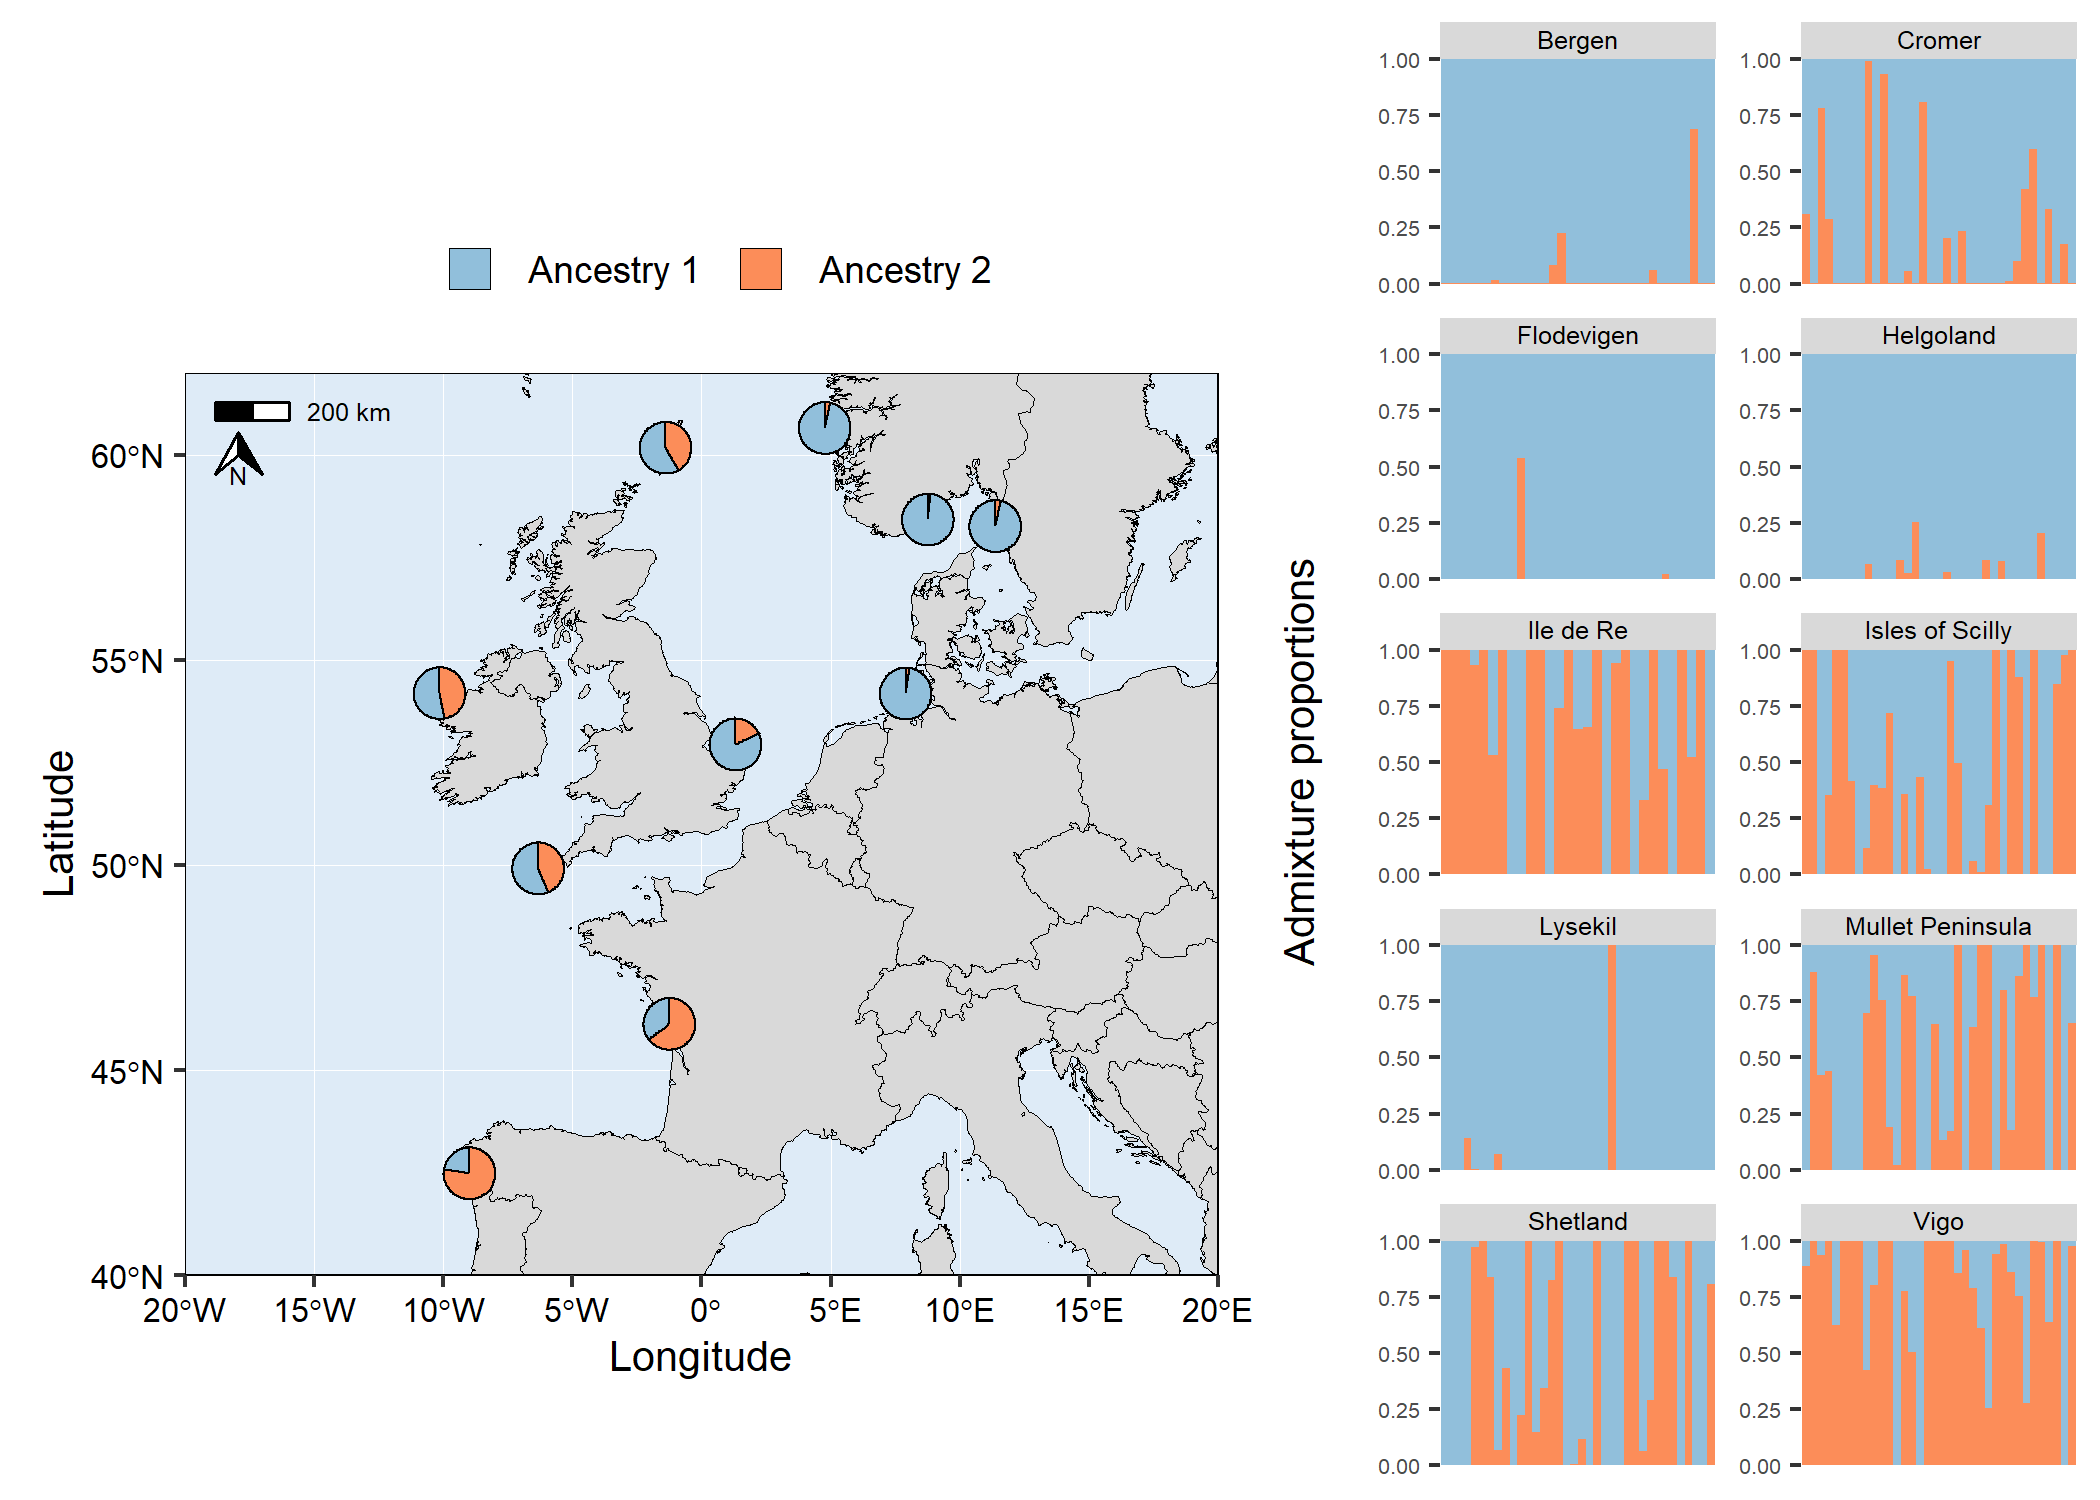 Ancestry 1 Ancestry 2
200 km
N
60°N
55°N
50°N
45°N
40°N
Latitude
20°W 15°W 10°W 5°W 0° 5°E 10°E 15°E 20°E
Longitude
Admixture proportions
Bergen Cromer
1.00 1.00
0.75 0.75
0.50 0.50
0.25 0.25
0.00 0.00
Flodevigen Helgoland
1.00 1.00
0.75 0.75
0.50 0.50
0.25 0.25
0.00 0.00
Ile de Re Isles of Scilly
1.00 1.00
0.75 0.75
0.50 0.50
0.25 0.25
0.00 0.00
Lysekil Mullet Peninsula
1.00 1.00
0.75 0.75
0.50 0.50
0.25 0.25
0.00 0.00
Shetland Vigo
1.00 1.00
0.75 0.75
0.50 0.50
0.25 0.25
0.00 0.00